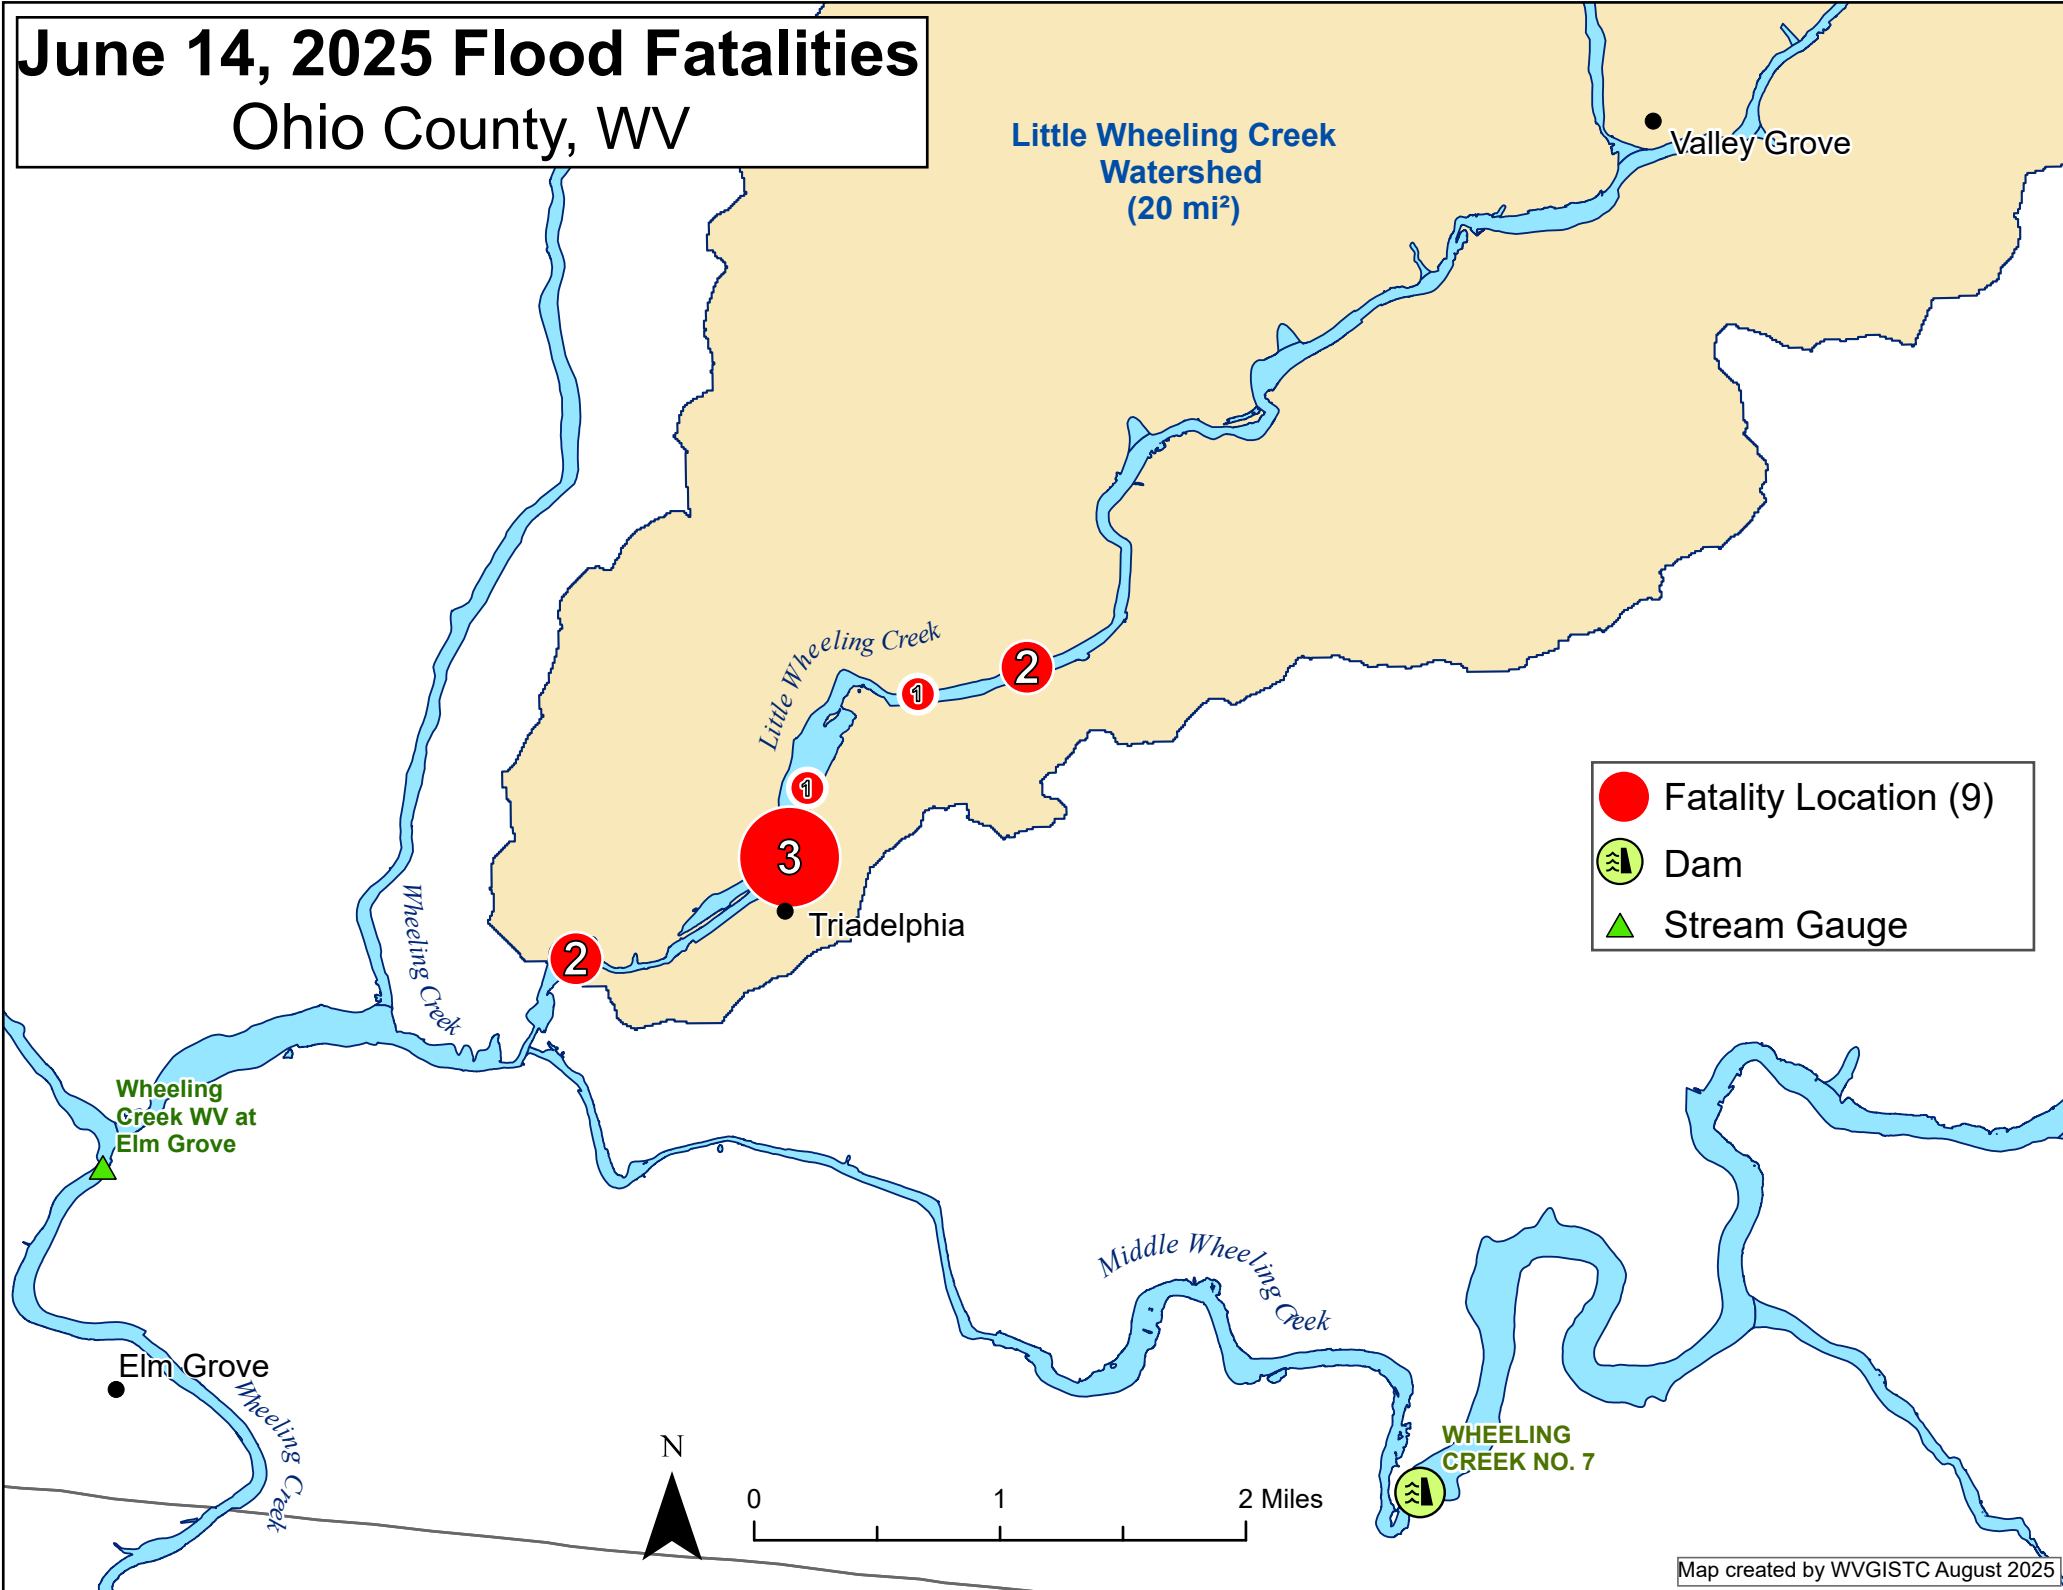 June 14, 2025 Flood Fatalities
Ohio County, WV
Little Wheeling Creek
Watershed
(20 mi²)
Valley Grove
Little Wheeling Creek
2
1
1
3
Triadelphia
2
Fatality Location (9)
Dam
Stream Gauge
Wheeling Creek
Wheeling
Creek WV at
Elm Grove
Middle Wheeling Creek
Elm Grove
Wheeling Creek
WHEELING
CREEK NO. 7
N
0 1 2 Miles
Map created by WVGISTC August 2025